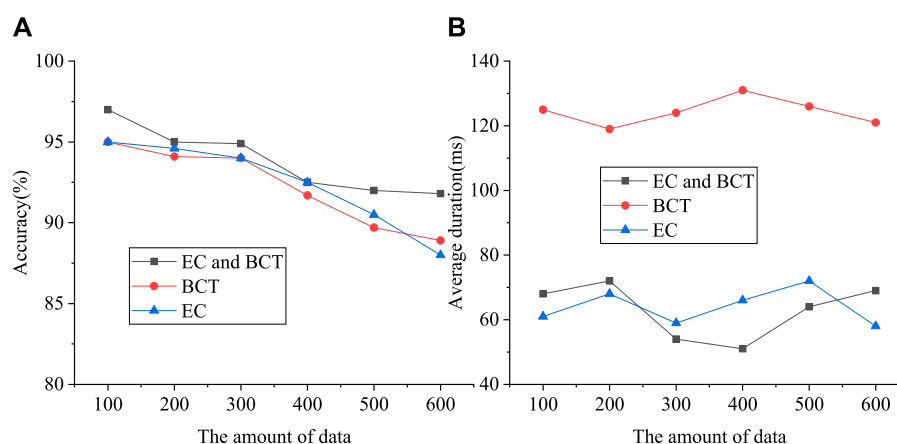 A
Accuracy(%)
100
95
90
85
80
EC and BCT
BCT
EC
100 200 300 400 500 600
The amount of data
B
Average duration(ms)
140
120
100
80
60
40
EC and BCT
BCT
EC
100 200 300 400 500 600
The amount of data